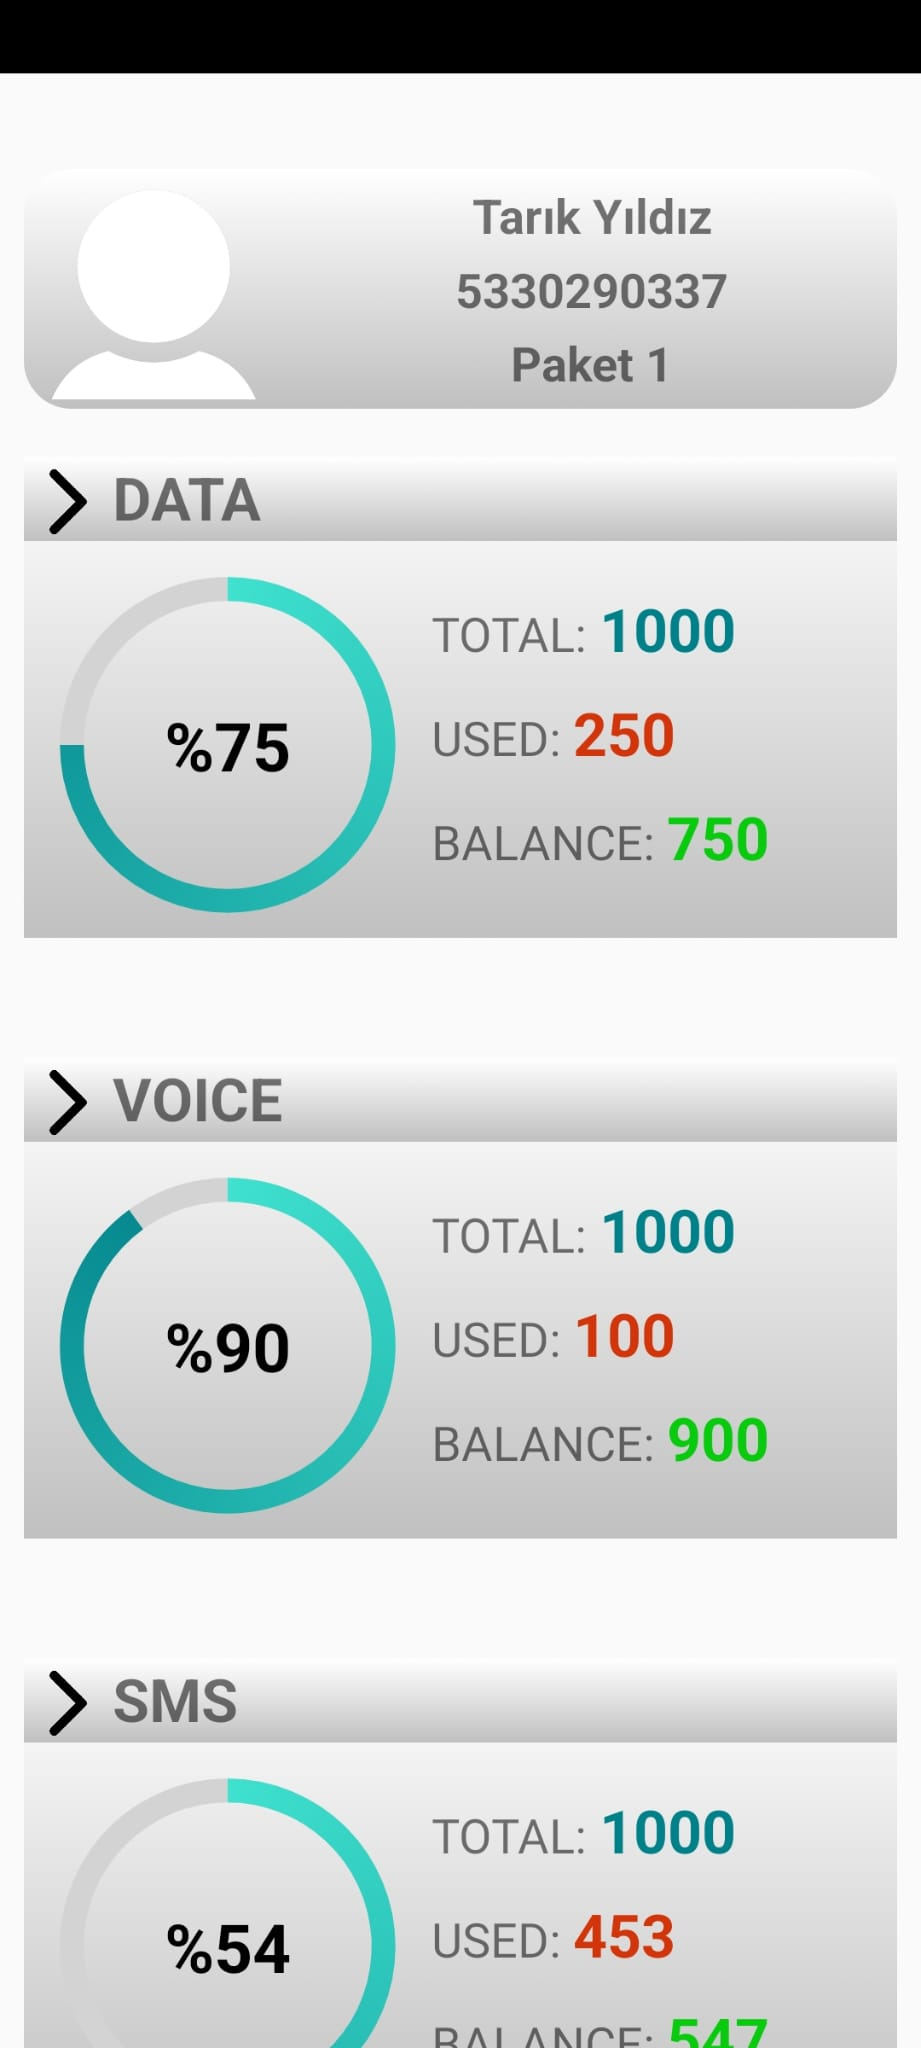 Tarık Yıldız
5330290337
Paket 1
DATA
%75
TOTAL: 1000
USED: 250
BALANCE: 750
VOICE
%90
TOTAL: 1000
USED: 100
BALANCE: 900
SMS
%54
TOTAL: 1000
USED: 453
BALANCE: 547